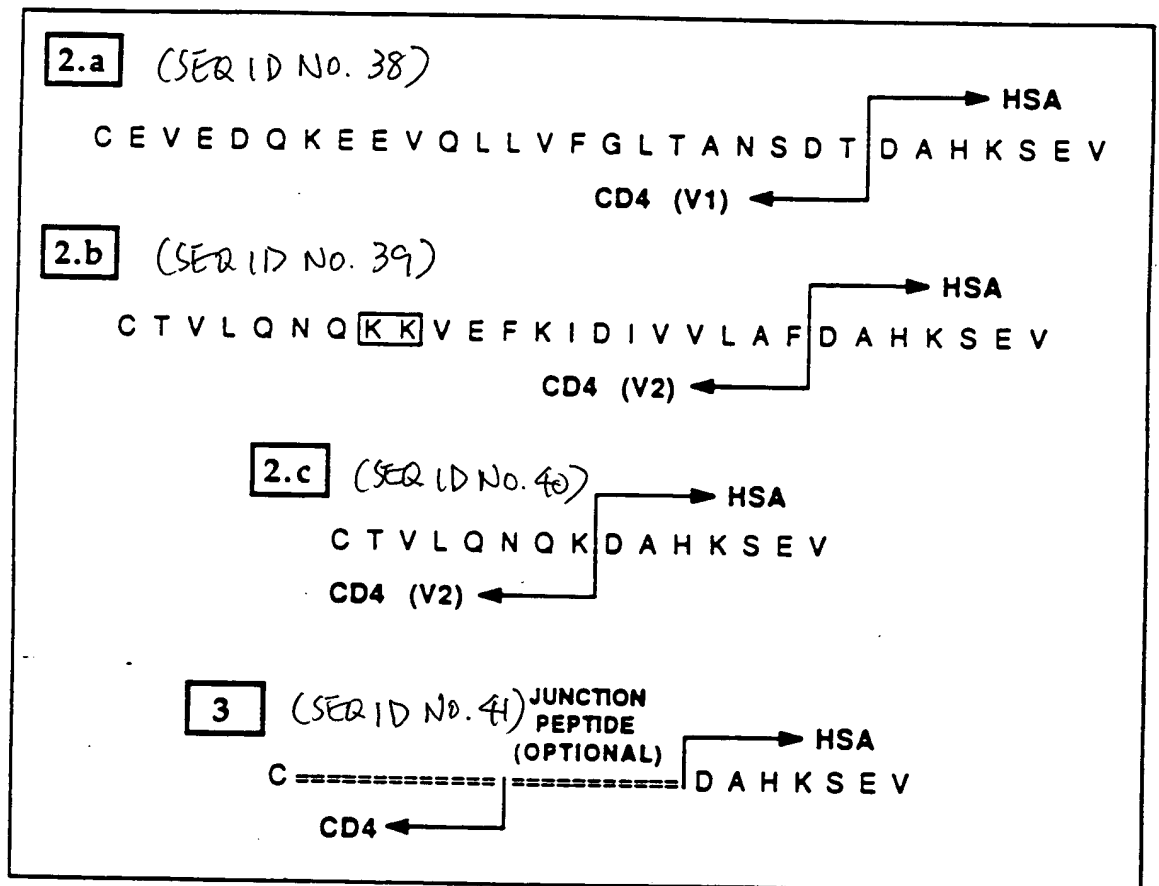 2.a (SEQ ID No. 38)
HSA
C E V E D Q K E E V Q L L V F G L T A N S D T D A H K S E V
CD4 (V1)
2.b (SEQ ID No. 39)
HSA
C T V L Q N Q K K V E F K I D I V V L A F D A H K S E V
CD4 (V2)
2.c (SEQ ID No. 40)
HSA
C T V L Q N Q K D A H K S E V
CD4 (V2)
3 (SEQ ID No. 41) JUNCTION
PEPTIDE
(OPTIONAL)
HSA
C ============ =========== D A H K S E V
CD4